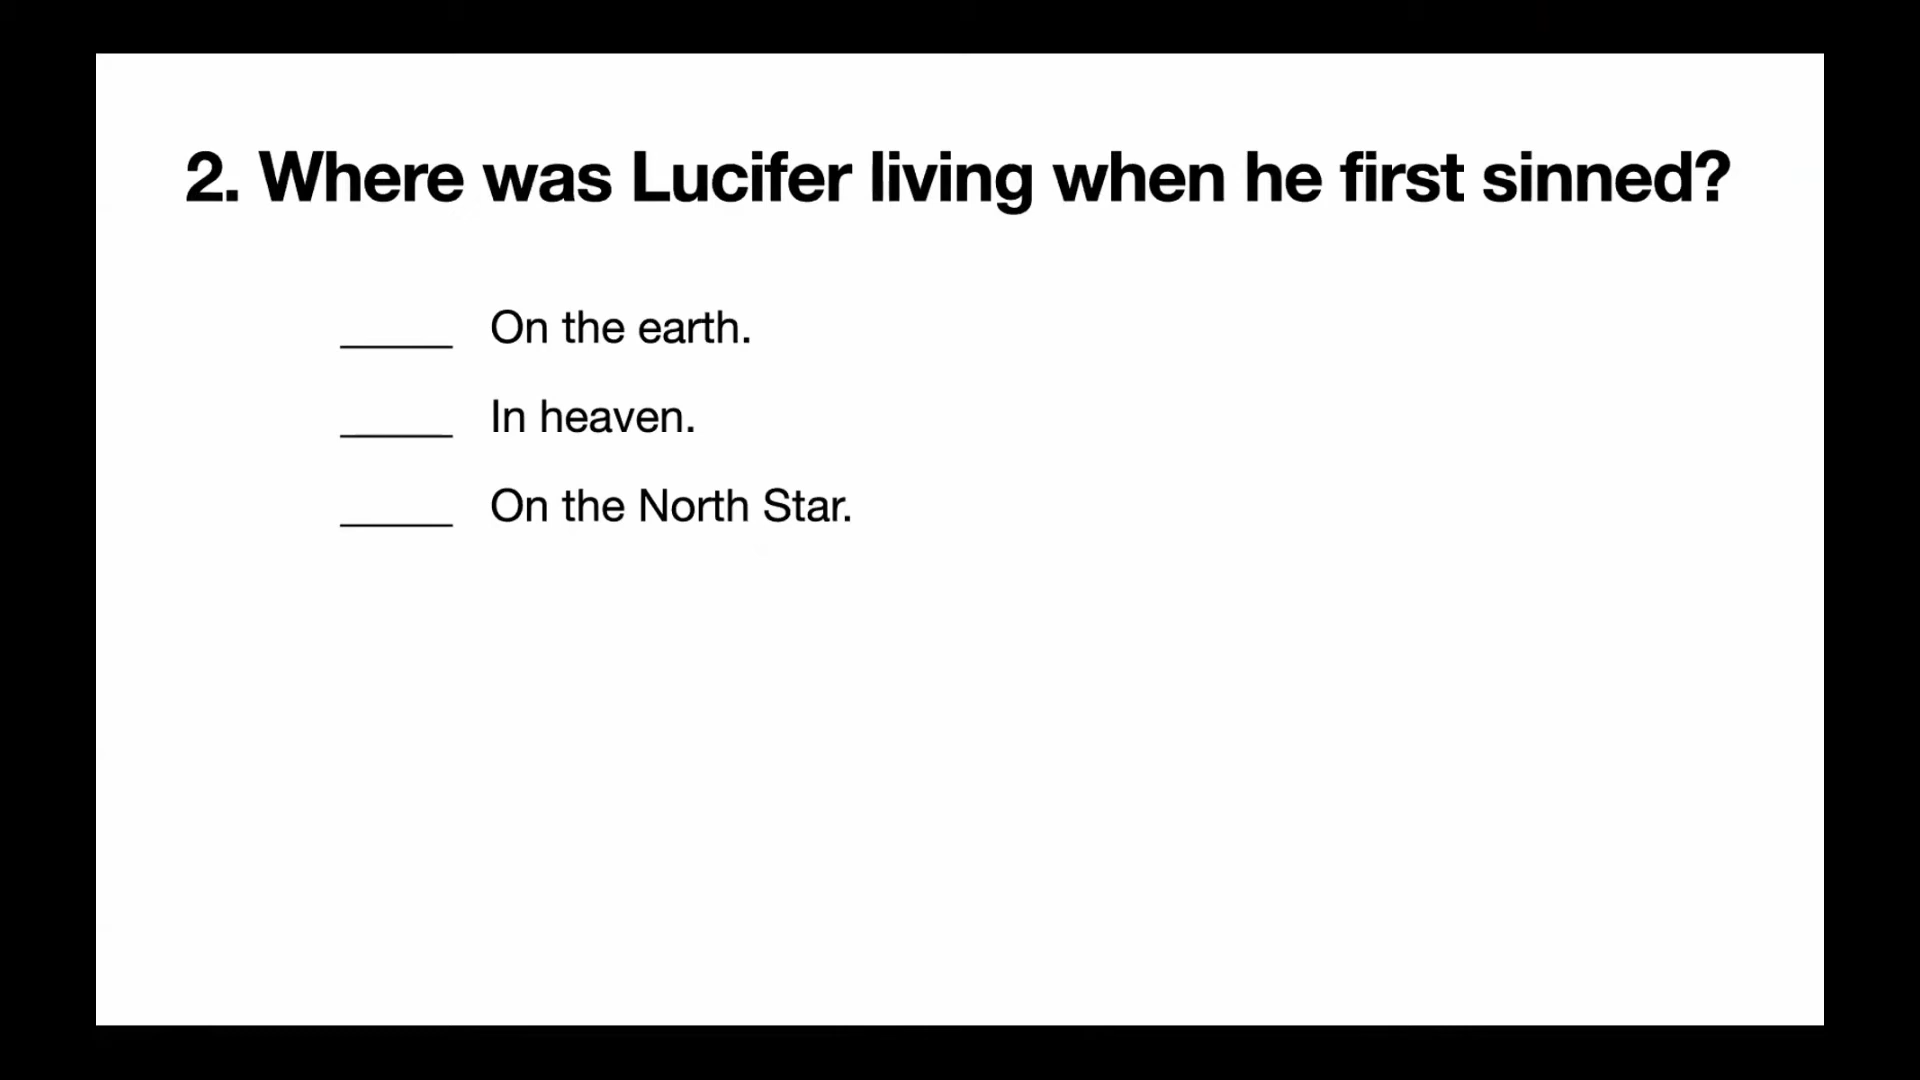 2. Where was Lucifer living when he first sinned?
_____ On the earth.
_____ In heaven.
_____ On the North Star.